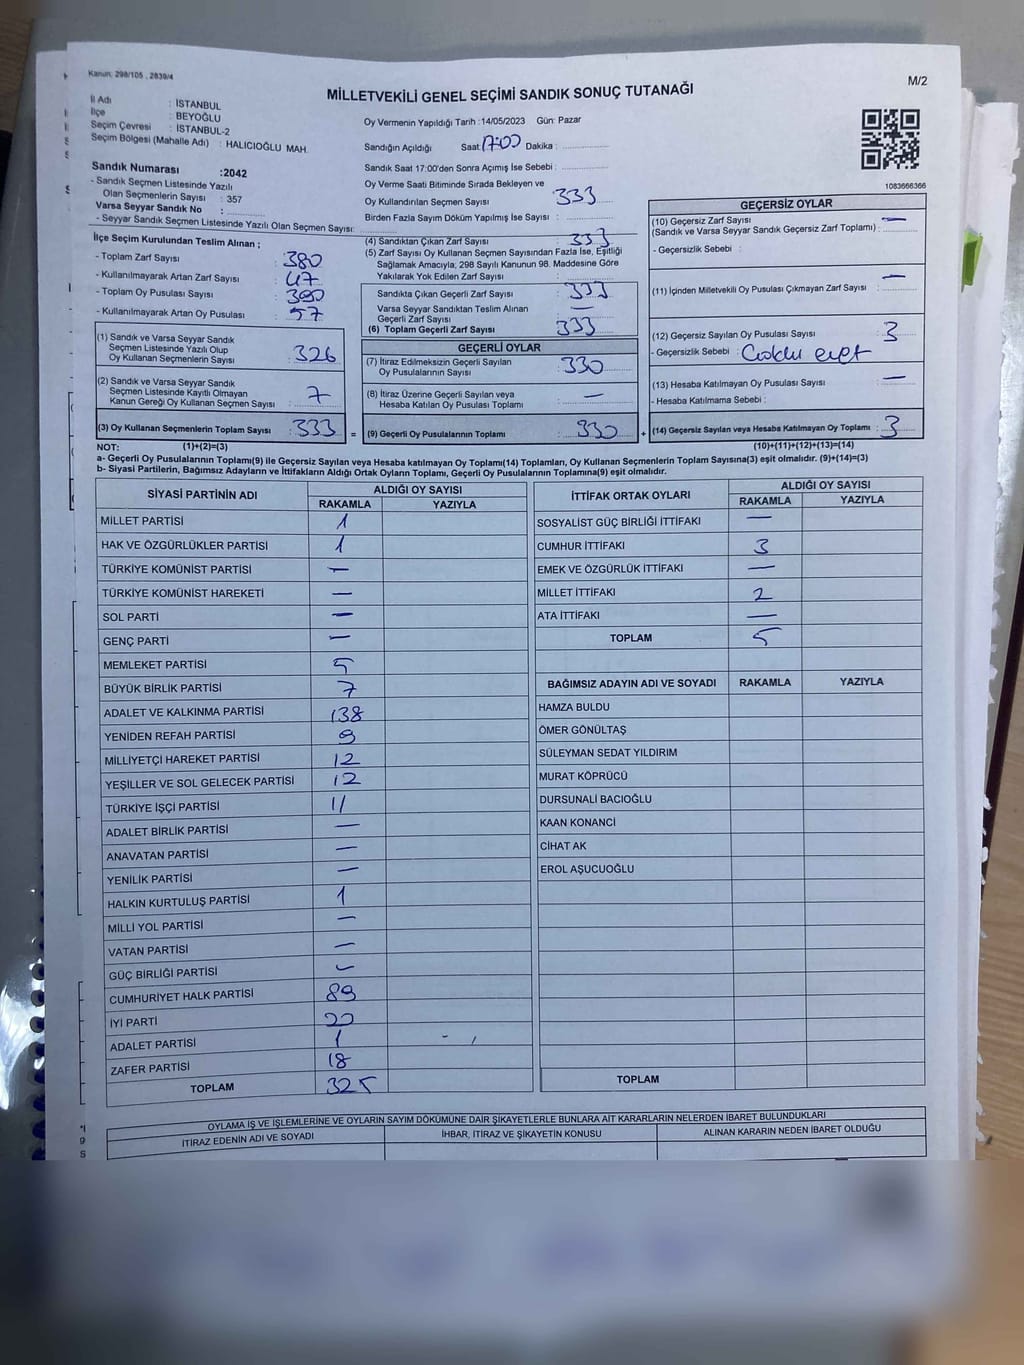 Kanun: 298/105 , 2839/4
M/2
MİLLETVEKİLİ GENEL SEÇİMİ SANDIK SONUÇ TUTANAĞI
İl Adı : İSTANBUL
İlçe : BEYOĞLU
Seçim Çevresi : İSTANBUL-2
Seçim Bölgesi (Mahalle Adı) : HALICIOĞLU MAH.
Sandık Numarası :2042
- Sandık Seçmen Listesinde Yazılı
Olan Seçmenlerin Sayısı : 357
Varsa Seyyar Sandık No :
- Seyyar Sandık Seçmen Listesinde Yazılı Olan Seçmen Sayısı:
Oy Vermenin Yapıldığı Tarih :14/05/2023 Gün: Pazar
Sandığın Açıldığı Saat 17:00 Dakika :
Sandık Saat 17:00'den Sonra Açımış İse Sebebi :
Oy Verme Saati Bitiminde Sırada Bekleyen ve
Oy Kullandırılan Seçmen Sayısı : 333
Birden Fazla Sayım Döküm Yapılmış İse Sayısı :
1083666366
İlçe Seçim Kurulundan Teslim Alınan ;
- Toplam Zarf Sayısı : 380
- Kullanılmayarak Artan Zarf Sayısı : 47
- Toplam Oy Pusulası Sayısı : 390
- Kullanılmayarak Artan Oy Pusulası : 57
(1) Sandık ve Varsa Seyyar Sandık
Seçmen Listesinde Yazılı Olup
Oy Kullanan Seçmenlerin Sayısı : 326
(2) Sandık ve Varsa Seyyar Sandık
Seçmen Listesinde Kayıtlı Olmayan
Kanun Gereği Oy Kullanan Seçmen Sayısı : 7
(3) Oy Kullanan Seçmenlerin Toplam Sayısı : 333
(4) Sandıktan Çıkan Zarf Sayısı : 333
(5) Zarf Sayısı Oy Kullanan Seçmen Sayısından Fazla İse, Eşitliği
Sağlamak Amacıyla, 298 Sayılı Kanunun 98. Maddesine Göre
Yakılarak Yok Edilen Zarf Sayısı :
Sandıkta Çıkan Geçerli Zarf Sayısı : 333
Varsa Seyyar Sandıktan Teslim Alınan
Geçerli Zarf Sayısı :
(6) Toplam Geçerli Zarf Sayısı : 333
GEÇERLİ OYLAR
(7) İtiraz Edilmeksizin Geçerli Sayılan
Oy Pusulalarının Sayısı : 330
(8) İtiraz Üzerine Geçerli Sayılan veya
Hesaba Katılan Oy Pusulası Toplamı : —
= (9) Geçerli Oy Pusulalarının Toplamı : 330 +
GEÇERSİZ OYLAR
(10) Geçersiz Zarf Sayısı —
(Sandık ve Varsa Seyyar Sandık Geçersiz Zarf Toplamı) :
- Geçersizlik Sebebi :
(11) İçinden Milletvekili Oy Pusulası Çıkmayan Zarf Sayısı : —
(12) Geçersiz Sayılan Oy Pusulası Sayısı : 3
- Geçersizlik Sebebi :
(13) Hesaba Katılmayan Oy Pusulası Sayısı : —
- Hesaba Katılmama Sebebi :
(14) Geçersiz Sayılan veya Hesaba Katılmayan Oy Toplamı : 3
NOT: (1)+(2)=(3) (10)+(11)+(12)+(13)=(14)
a- Geçerli Oy Pusulalarının Toplamı(9) ile Geçersiz Sayılan veya Hesaba katılmayan Oy Toplamı(14) Toplamları, Oy Kullanan Seçmenlerin Toplam Sayısına(3) eşit olmalıdır. (9)+(14)=(3)
b- Siyasi Partilerin, Bağımsız Adayların ve İttifakların Aldığı Ortak Oyların Toplamı, Geçerli Oy Pusulalarının Toplamına(9) eşit olmalıdır.
SİYASİ PARTİNİN ADI ALDIĞI OY SAYISI
RAKAMLA YAZIYLA
MİLLET PARTİSİ 1
HAK VE ÖZGÜRLÜKLER PARTİSİ 1
TÜRKİYE KOMÜNİST PARTİSİ —
TÜRKİYE KOMÜNİST HAREKETİ —
SOL PARTİ —
GENÇ PARTİ —
MEMLEKET PARTİSİ 5
BÜYÜK BİRLİK PARTİSİ 7
ADALET VE KALKINMA PARTİSİ 138
YENİDEN REFAH PARTİSİ 9
MİLLİYETÇİ HAREKET PARTİSİ 12
YEŞİLLER VE SOL GELECEK PARTİSİ 12
TÜRKİYE İŞÇİ PARTİSİ 11
ADALET BİRLİK PARTİSİ —
ANAVATAN PARTİSİ —
YENİLİK PARTİSİ —
HALKIN KURTULUŞ PARTİSİ 1
MİLLİ YOL PARTİSİ —
VATAN PARTİSİ —
GÜÇ BİRLİĞİ PARTİSİ —
CUMHURİYET HALK PARTİSİ 89
İYİ PARTİ 20
ADALET PARTİSİ 1
ZAFER PARTİSİ 18
TOPLAM 325
İTTİFAK ORTAK OYLARI ALDIĞI OY SAYISI
RAKAMLA YAZIYLA
SOSYALİST GÜÇ BİRLİĞİ İTTİFAKI —
CUMHUR İTTİFAKI 3
EMEK VE ÖZGÜRLÜK İTTİFAKI —
MİLLET İTTİFAKI 2
ATA İTTİFAKI —
TOPLAM 5
BAĞIMSIZ ADAYIN ADI VE SOYADI RAKAMLA YAZIYLA
HAMZA BULDU
ÖMER GÖNÜLTAŞ
SÜLEYMAN SEDAT YILDIRIM
MURAT KÖPRÜCÜ
DURSUNALİ BACIOĞLU
KAAN KONANCİ
CİHAT AK
EROL AŞUCUOĞLU
TOPLAM
OYLAMA İŞ VE İŞLEMLERİNE VE OYLARIN SAYIM DÖKÜMÜNE DAİR ŞİKAYETLERLE BUNLARA AİT KARARLARIN NELERDEN İBARET BULUNDUKLARI
İTİRAZ EDENİN ADI VE SOYADI İHBAR, İTİRAZ VE ŞİKAYETİN KONUSU ALINAN KARARIN NEDEN İBARET OLDUĞU